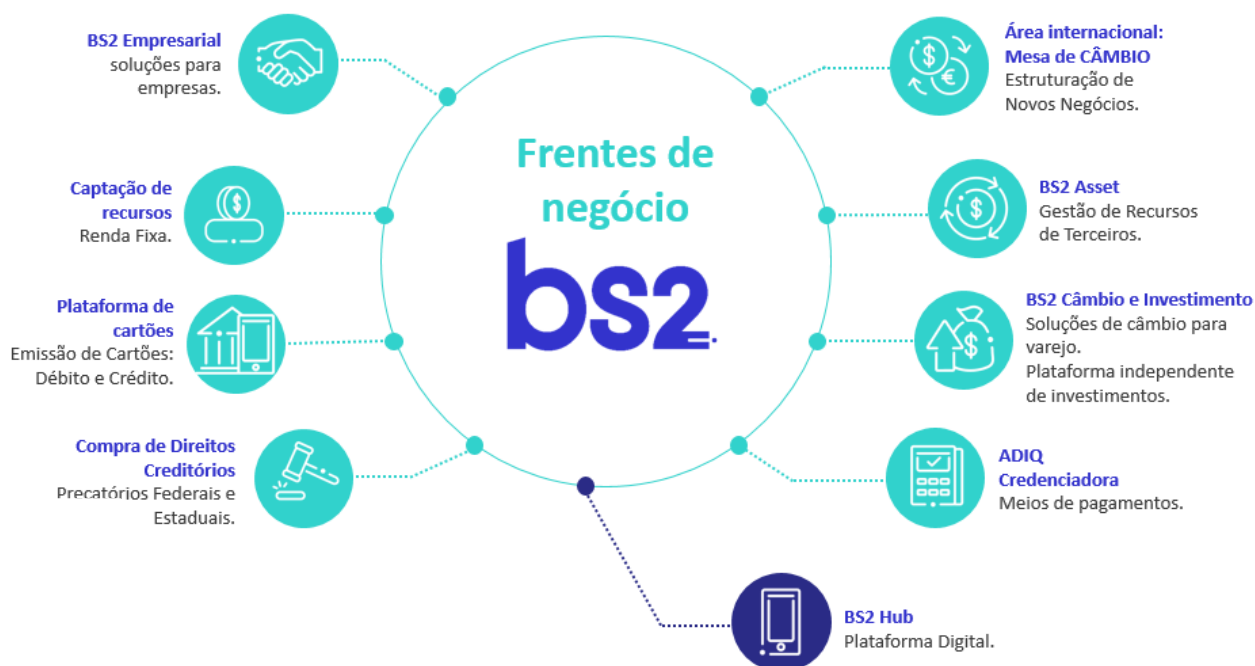 Frentes de
negócio
bs2
BS2 Empresarial
soluções para
empresas.
Captação de
recursos
Renda Fixa.
Plataforma de
cartões
Emissão de Cartões:
Débito e Crédito.
Compra de Direitos
Creditórios
Precatórios Federais e
Estaduais.
Área internacional:
Mesa de CÂMBIO
Estruturação de
Novos Negócios.
BS2 Asset
Gestão de Recursos
de Terceiros.
BS2 Câmbio e Investimento
Soluções de câmbio para
varejo.
Plataforma independente
de investimentos.
ADIQ
Credenciadora
Meios de pagamentos.
BS2 Hub
Plataforma Digital.